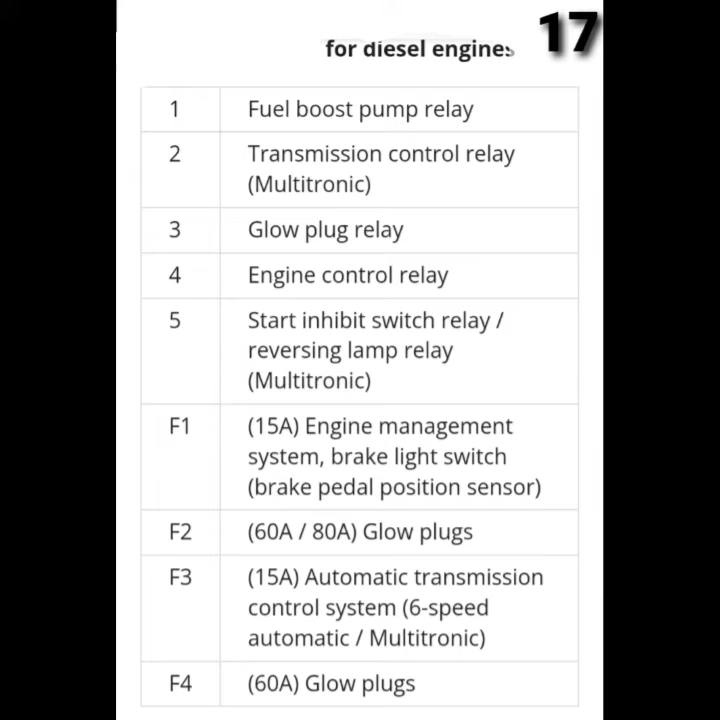 for diesel engines 17
1 Fuel boost pump relay
2 Transmission control relay
(Multitronic)
3 Glow plug relay
4 Engine control relay
5 Start inhibit switch relay /
reversing lamp relay
(Multitronic)
F1 (15A) Engine management
system, brake light switch
(brake pedal position sensor)
F2 (60A / 80A) Glow plugs
F3 (15A) Automatic transmission
control system (6-speed
automatic / Multitronic)
F4 (60A) Glow plugs